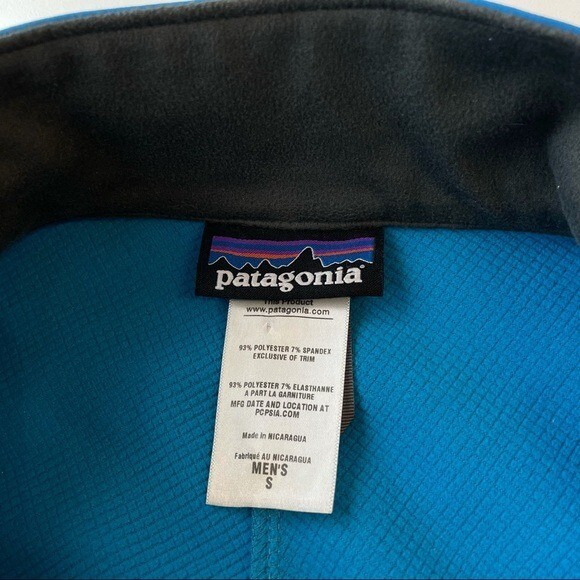 patagonia®
This Product
www.patagonia.com
93% POLYESTER 7% SPANDEX
EXCLUSIVE OF TRIM
93% POLYESTER 7% ELASTHANNE
A PART LA GARNITURE
MFG DATE AND LOCATION AT
PCPSIA.COM
Made in NICARAGUA
Fabriqué AU NICARAGUA
MEN'S
S